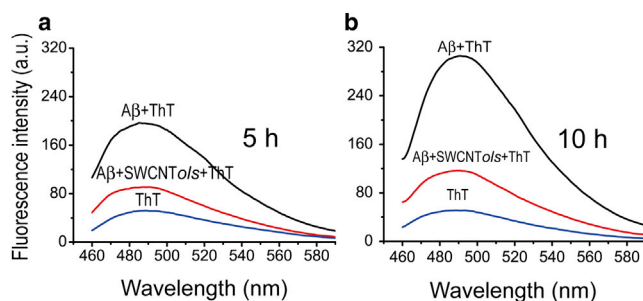 a
Fluorescence intensity (a.u.)
320
240
160
80
0
Aβ+ThT
5 h
Aβ+SWCNTols+ThT
ThT
460 480 500 520 540 560 580
Wavelength (nm)
b
320
240
160
80
0
Aβ+ThT
10 h
Aβ+SWCNTols+ThT
ThT
460 480 500 520 540 560 580
Wavelength (nm)